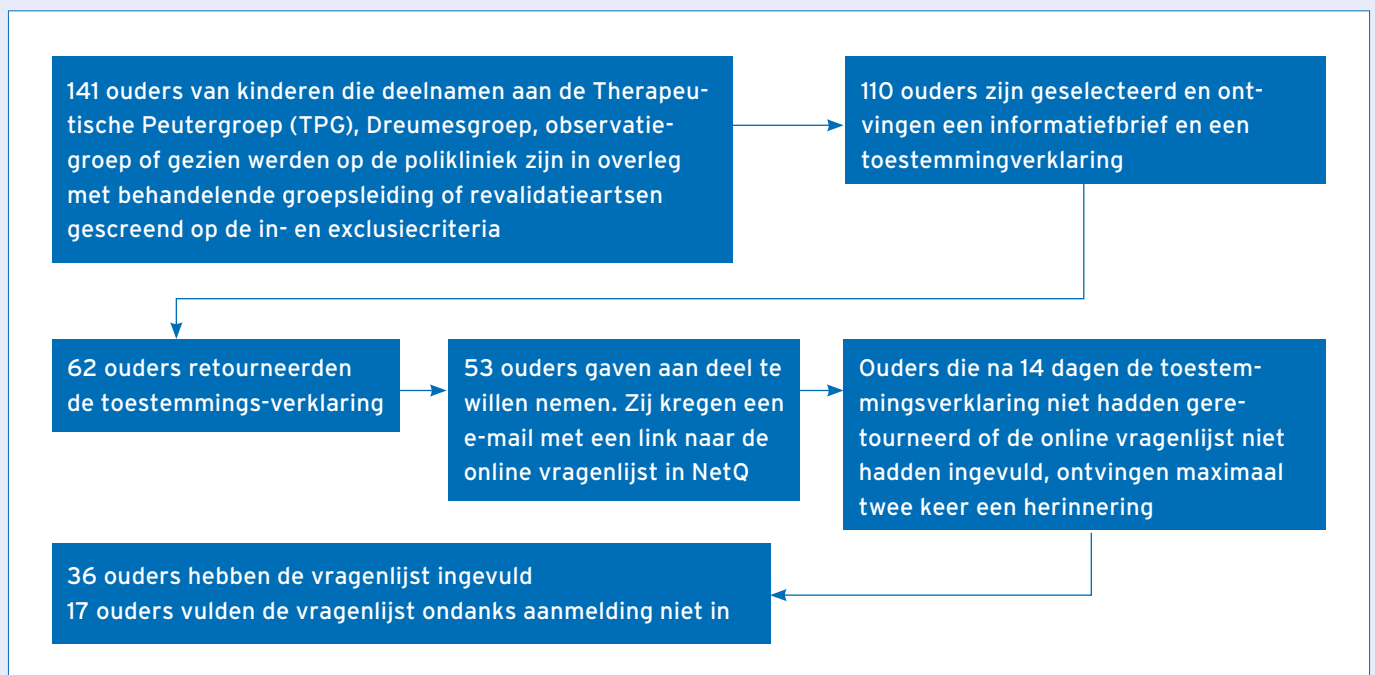 141 ouders van kinderen die deelnamen aan de Therapeu-
tische Peutergroep (TPG), Dreumesgroep, observatie-
groep of gezien werden op de polikliniek zijn in overleg
met behandelende groepsleiding of revalidatieartsen
gescreend op de in- en exclusiecriteria
110 ouders zijn geselecteerd en ont-
vingen een informatiefbrief en een
toestemmingverklaring
62 ouders retourneerden
de toestemmings-verklaring
53 ouders gaven aan deel te
willen nemen. Zij kregen een
e-mail met een link naar de
online vragenlijst in NetQ
Ouders die na 14 dagen de toestem-
mingsverklaring niet hadden gere-
tourneerd of de online vragenlijst niet
hadden ingevuld, ontvingen maximaal
twee keer een herinnering
36 ouders hebben de vragenlijst ingevuld
17 ouders vulden de vragenlijst ondanks aanmelding niet in